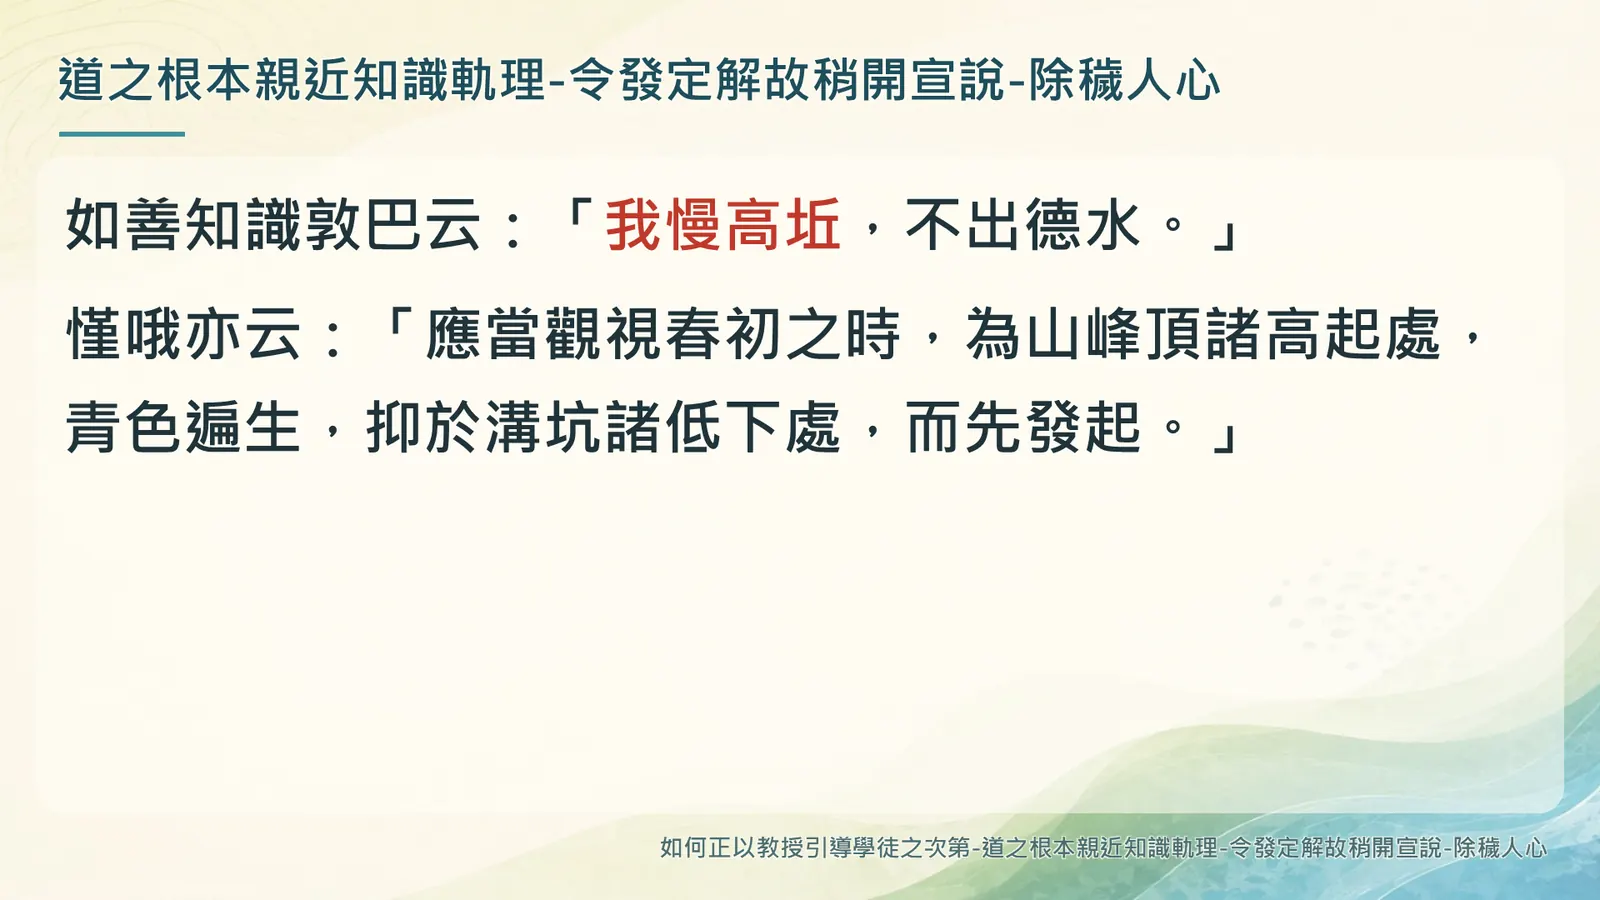 道之根本親近知識軌理-令發定解故稍開宣說-除穢人心
如善知識敦巴云：「我慢高坵，不出德水。」
慬哦亦云：「應當觀視春初之時，為山峰頂諸高起處，
青色遍生，抑於溝坑諸低下處，而先發起。」
如何正以教授引導學徒之次第-道之根本親近知識軌理-令發定解故稍開宣說-除穢人心